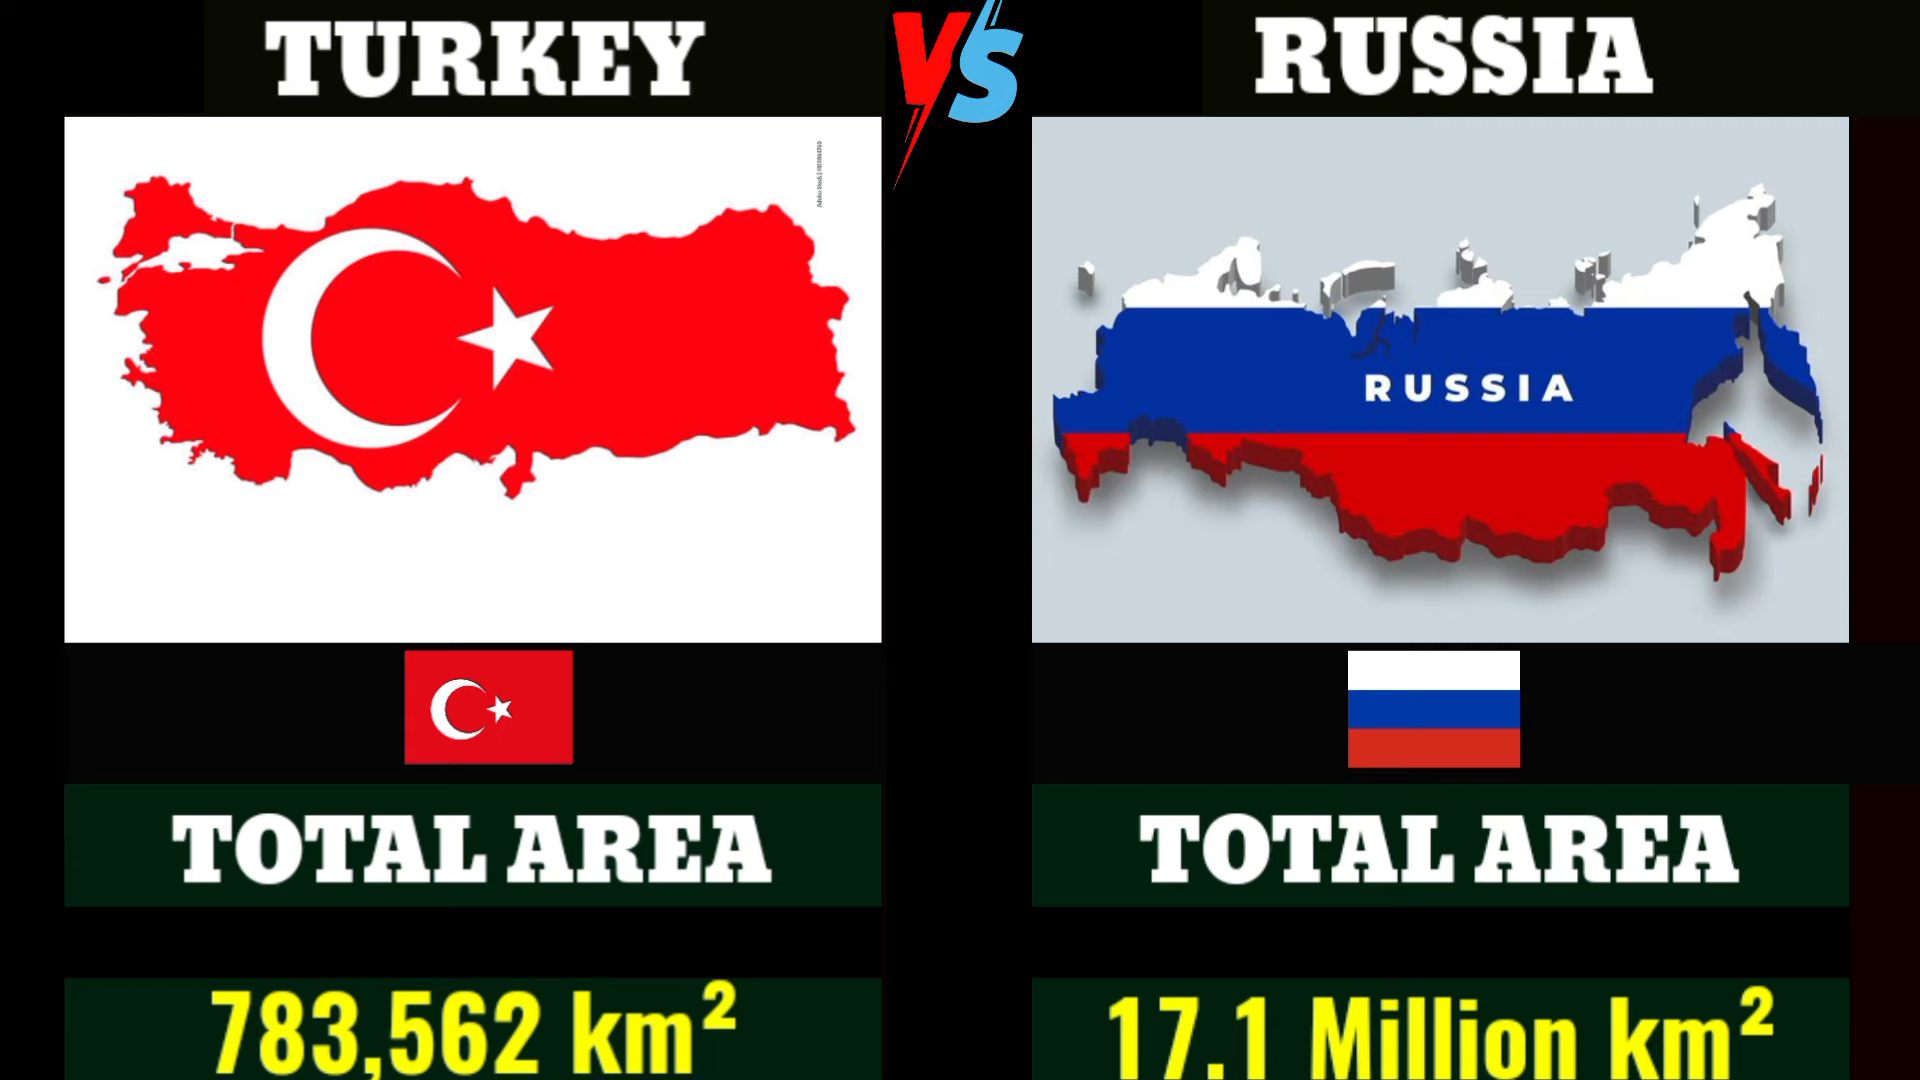 TURKEY
VS
RUSSIA
RUSSIA
TOTAL AREA
TOTAL AREA
783,562 km²
17.1 Million km²